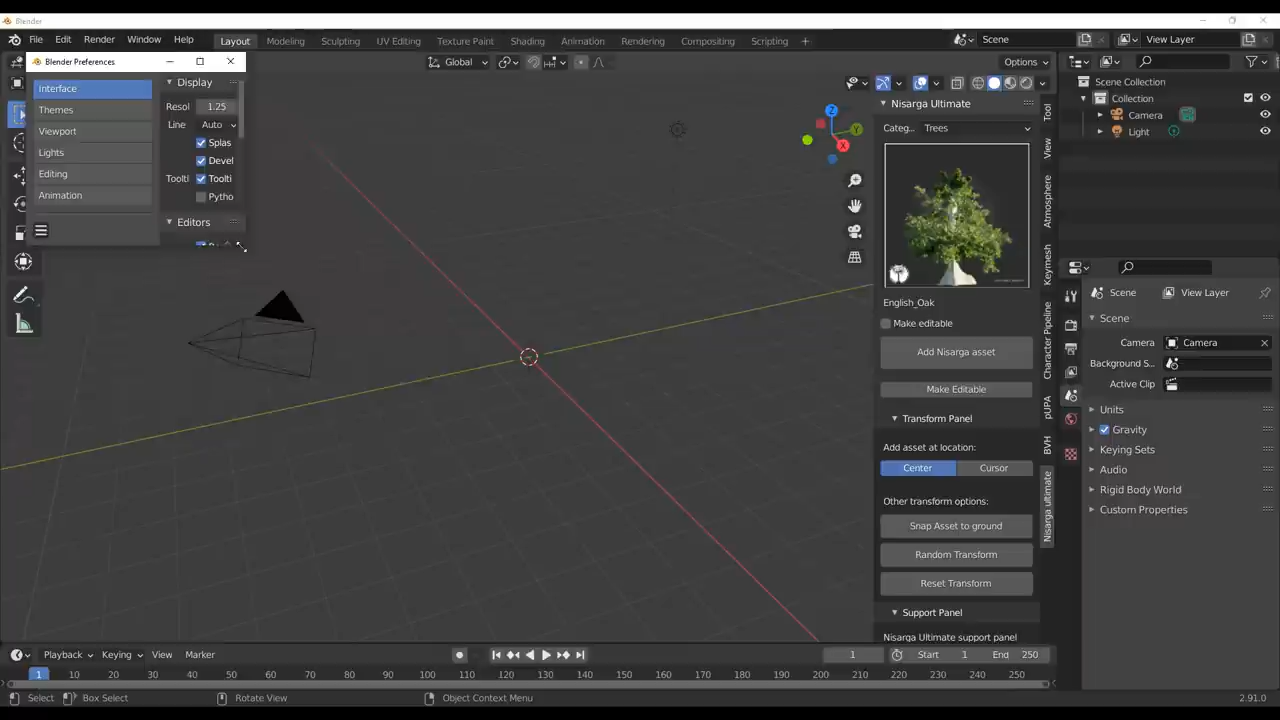 Blender
File Edit Render Window Help
Layout Modeling Sculpting UV Editing Texture Paint Shading Animation Rendering Compositing Scripting +
Scene
View Layer
Blender Preferences
Interface
Themes
Viewport
Lights
Editing
Animation
Display
Resol 1.25
Line Auto
Splas
Devel
Toolti Toolti
Pytho
Editors
Global
Options
Z
Y
X
Nisarga Ultimate
Categ... Trees
English_Oak
Make editable
Add Nisarga asset
Make Editable
Transform Panel
Add asset at location:
Center Cursor
Other transform options:
Snap Asset to ground
Random Transform
Reset Transform
Support Panel
Nisarga Ultimate support panel
Tool
View
Atmosphere
Keymesh
Character Pipeline
pUPA
BVH
Nisarga ultimate
Scene Collection
Collection
Camera
Light
Scene View Layer
Scene
Camera Camera
Background S...
Active Clip
Units
Gravity
Keying Sets
Audio
Rigid Body World
Custom Properties
Playback Keying View Marker
1 Start 1 End 250
1 10 20 30 40 50 60 70 80 90 100 110 120 130 140 150 160 170 180 190 200 210 220 230 240 250
Select Box Select Rotate View Object Context Menu 2.91.0